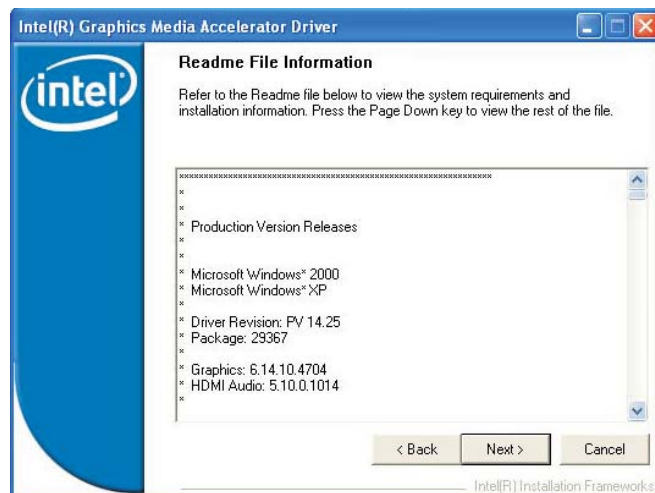 Intel(R) Graphics Media Accelerator Driver
intel
Readme File Information
Refer to the Readme file below to view the system requirements and
installation information. Press the Page Down key to view the rest of the file.
******************************************************************
*
*
* Production Version Releases
*
*
* Microsoft Windows* 2000
* Microsoft Windows* XP
*
* Driver Revision: PV 14.25
* Package: 29367
*
* Graphics: 6.14.10.4704
* HDMI Audio: 5.10.0.1014
*
< Back
Next >
Cancel
Intel(R) Installation Frameworks